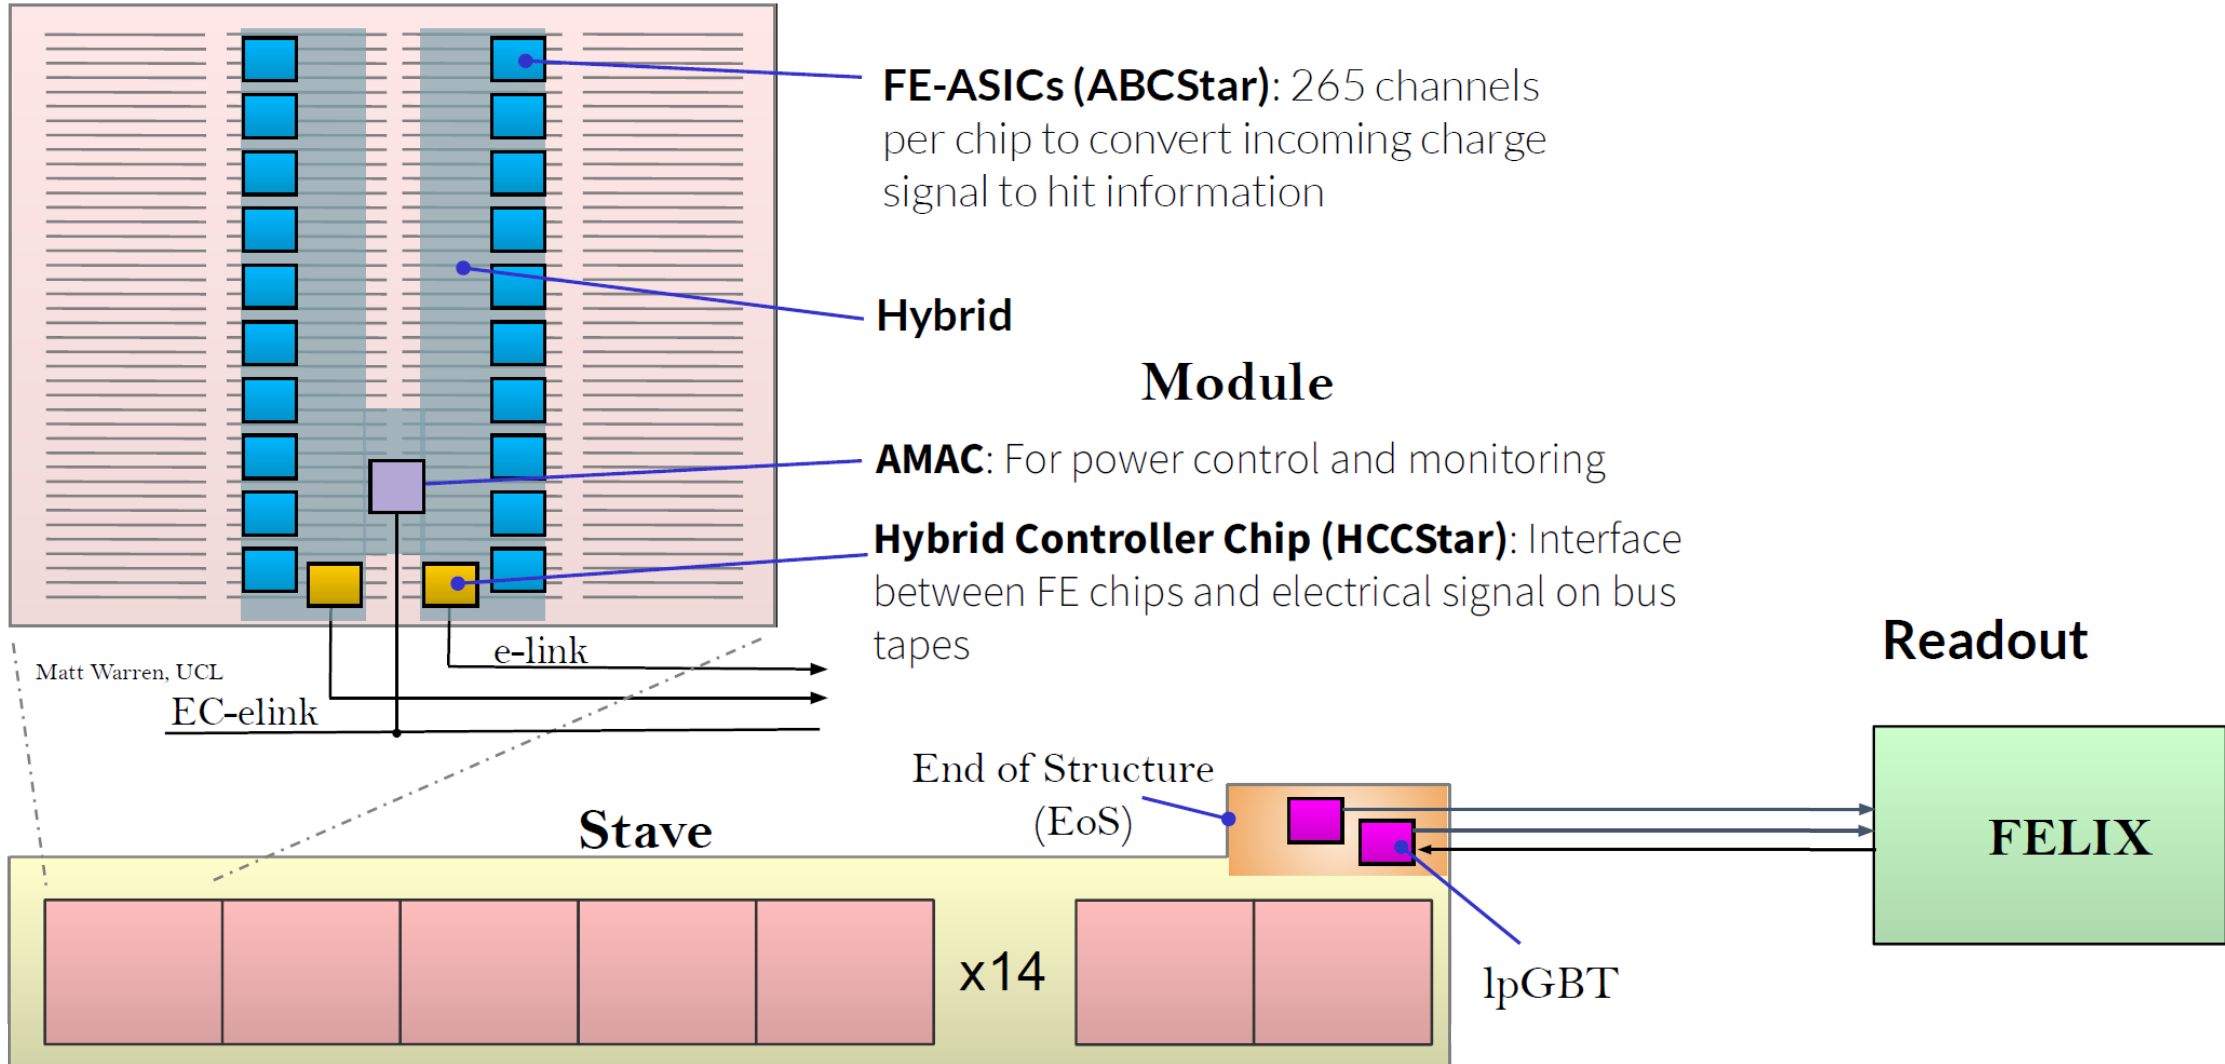 FE-ASICs (ABCStar): 265 channels
per chip to convert incoming charge
signal to hit information
Hybrid
Module
AMAC: For power control and monitoring
Hybrid Controller Chip (HCCStar): Interface
between FE chips and electrical signal on bus
tapes
e-link
Matt Warren, UCL
EC-elink
Readout
End of Structure
(EoS)
Stave
FELIX
x14
lpGBT